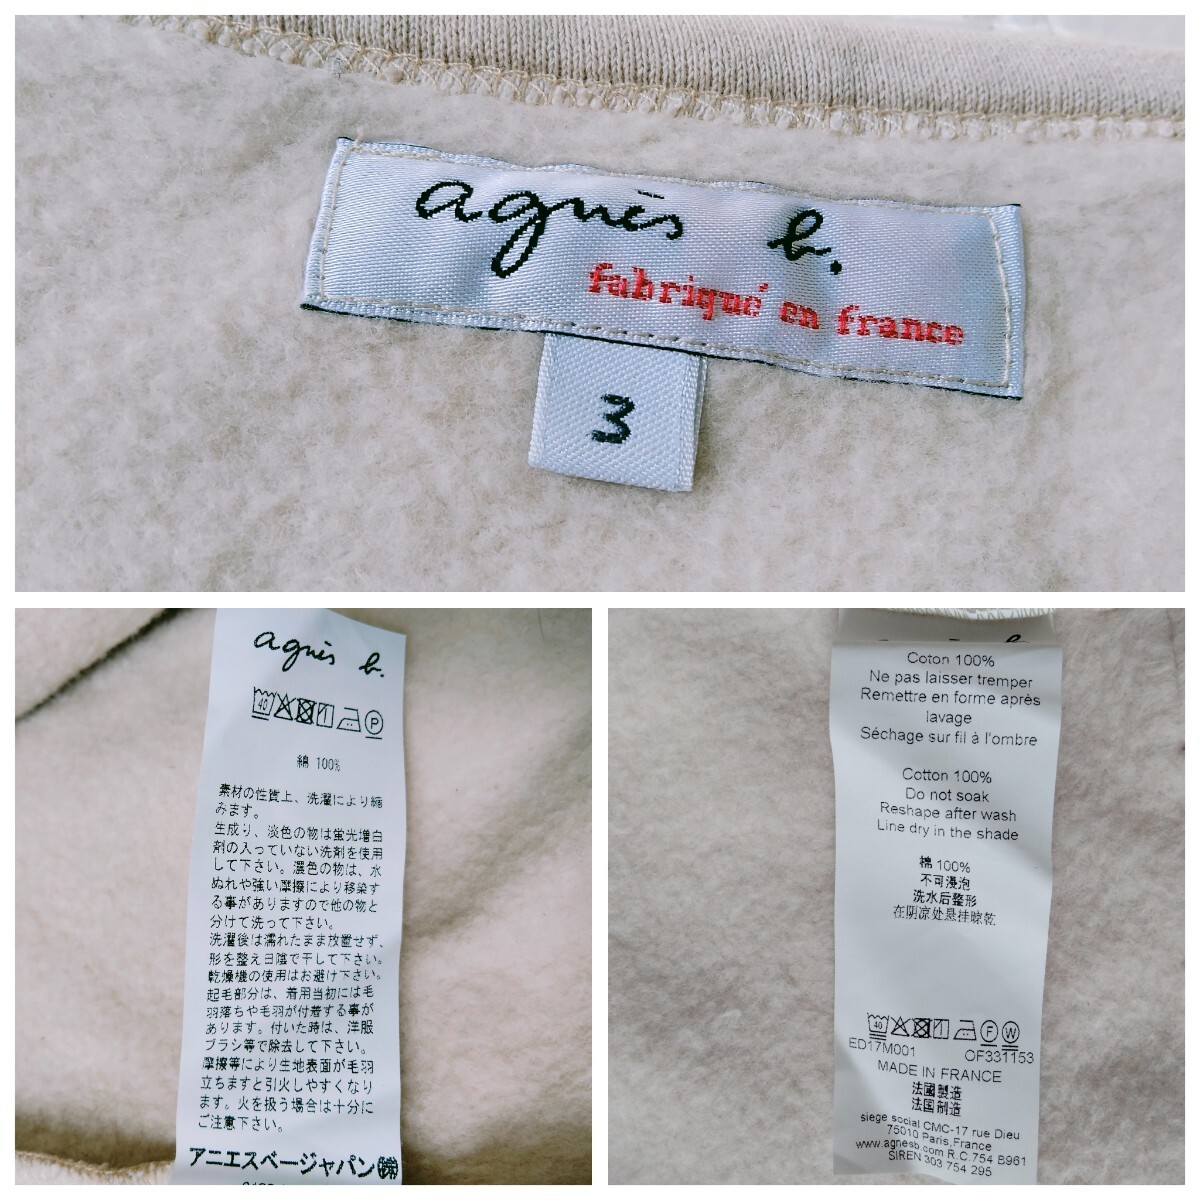 agnès b.
fabriqué en france
3
agnès b.
40
P
綿 100%
素材の性質上、洗濯により縮
みます。
生成り、淡色の物は蛍光増白
剤の入っていない洗剤を使用
して下さい。濃色の物は、水
ぬれや強い摩擦により移染す
る事がありますので他の物と
分けて洗って下さい。
洗濯後は濡れたまま放置せず、
形を整え日陰で干して下さい。
乾燥機の使用はお避け下さい。
起毛部分は、着用当初には毛
羽落ちや毛羽が付着する事が
あります。付いた時は、洋服
ブラシ等で除去して下さい。
摩擦等により生地表面が毛羽
立ちますと引火しやすくなり
ます。火を扱う場合は十分に
ご注意下さい。
アニエスベージャパン㈱
Coton 100%
Ne pas laisser tremper
Remettre en forme après
lavage
Séchage sur fil à l'ombre
Cotton 100%
Do not soak
Reshape after wash
Line dry in the shade
棉 100%
不可浸泡
洗水后整形
在阴凉处悬挂晾乾
40
F W
ED17M001 OF331153
MADE IN FRANCE
法國製造
法国制造
siege social CMC-17 rue Dieu
75010 Paris,France
www.agnesb.com R.C.754 B961
SIREN 303 754 295